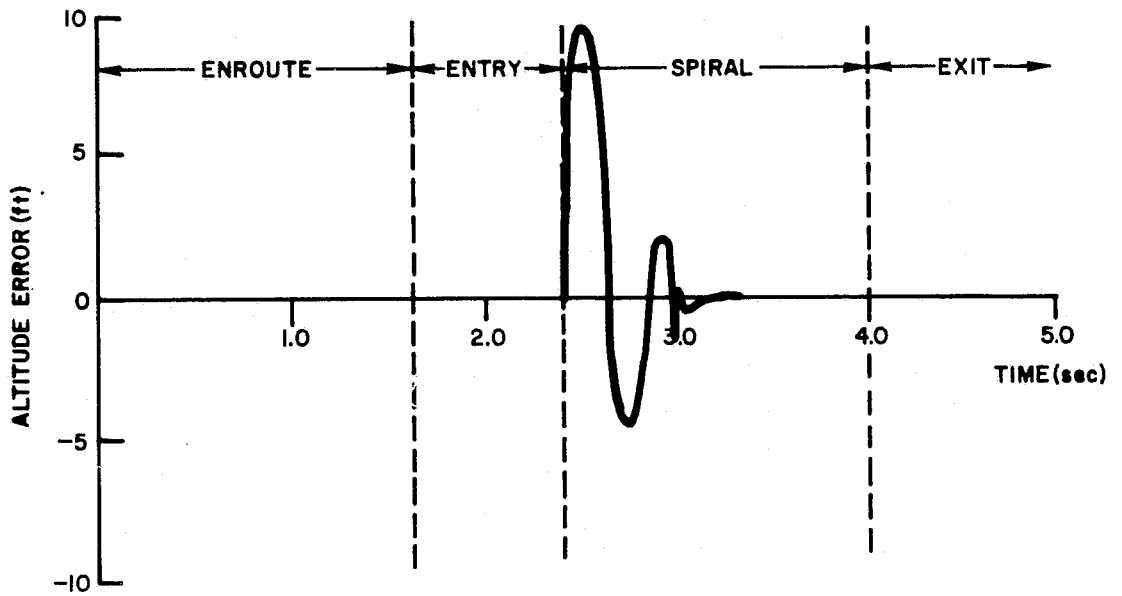 10
ENROUTE ENTRY SPIRAL EXIT
5
ALTITUDE ERROR (ft)
0
1.0 2.0 3.0 4.0 5.0
TIME (sec)
-5
-10